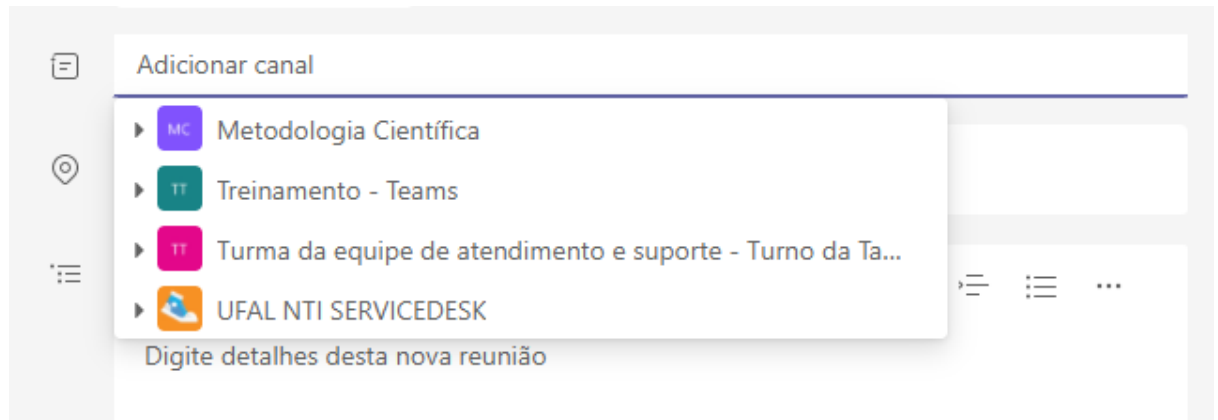 Adicionar canal
MC Metodologia Científica
TT Treinamento - Teams
TT Turma da equipe de atendimento e suporte - Turno da Ta...
UFAL NTI SERVICEDESK
Digite detalhes desta nova reunião